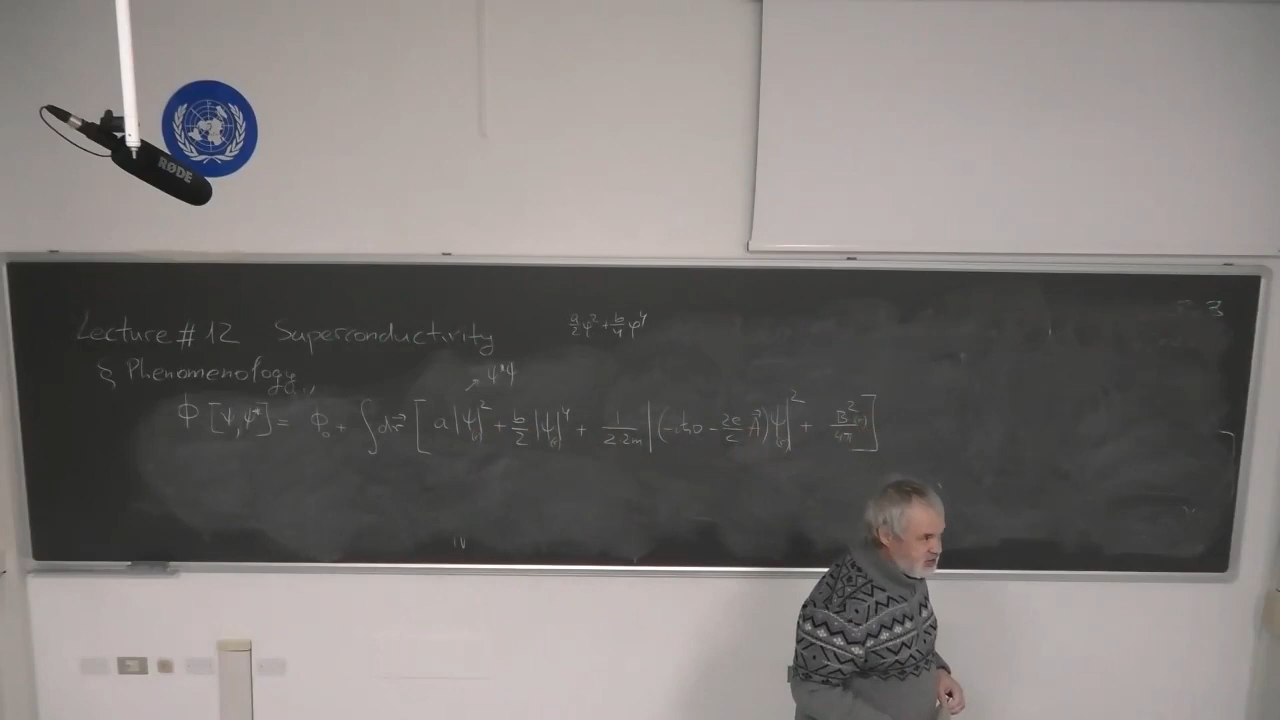 RØDE
Lecture # 12 Superconductivity a/2 φ² + b/4 φ⁴
§ Phenomenology
ψ*ψ
Φ [ψ,ψ*] = Φ₀ + ∫ dr⃗ [ a|ψ|² + b/2 |ψ|⁴ + 1/(2·2m) |(-iħ∇ - 2e/c A⃗)ψ|² + B²/4π ]